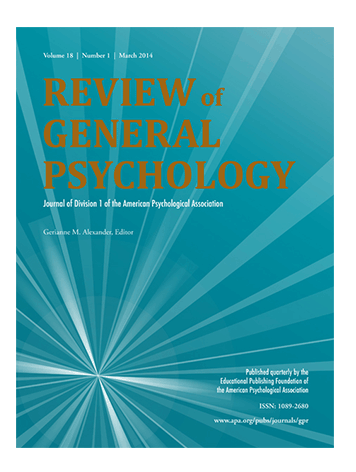 Volume 18 | Number 1 | March 2014
REVIEW of
GENERAL
PSYCHOLOGY
Journal of Division 1 of the American Psychological Association
Gerianne M. Alexander, Editor
Published quarterly by the
Educational Publishing Foundation of
the American Psychological Association
ISSN: 1089-2680
www.apa.org/pubs/journals/gpr